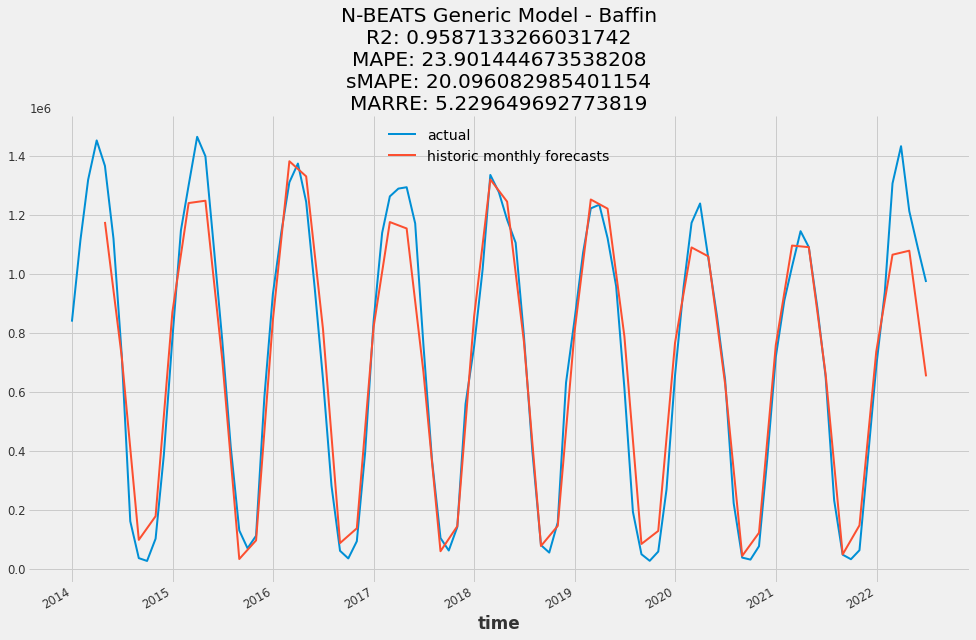 N-BEATS Generic Model - Baffin
R2: 0.9587133266031742
MAPE: 23.901444673538208
sMAPE: 20.096082985401154
MARRE: 5.229649692773819
1e6
actual
historic monthly forecasts
1.4
1.2
1.0
0.8
0.6
0.4
0.2
0.0
2014
2015
2016
2017
2018
2019
2020
2021
2022
time